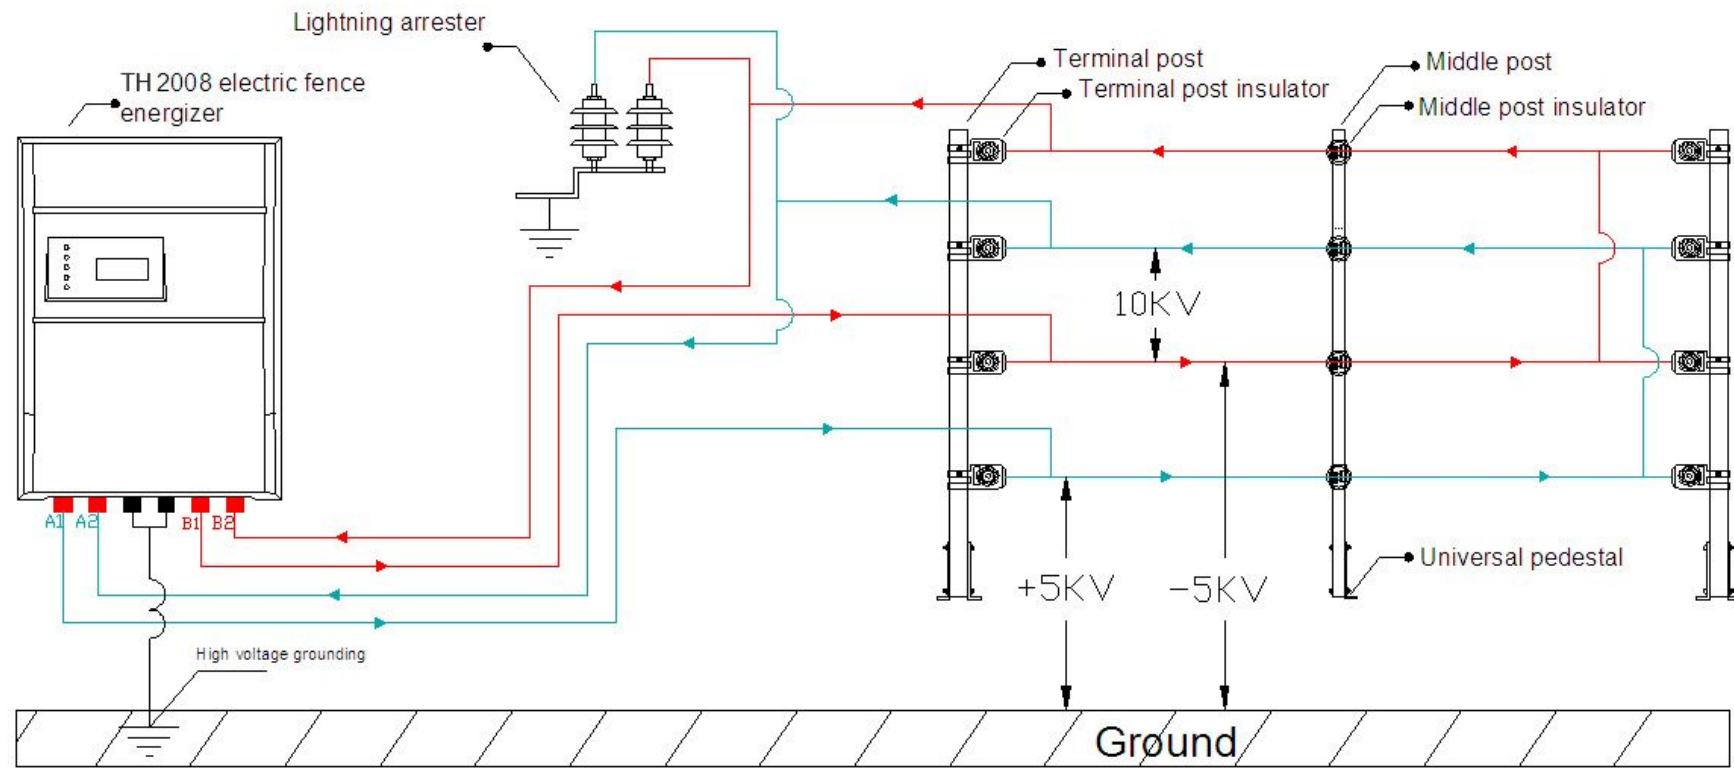 Lightning arrester
TH 2008 electric fence
energizer
Terminal post
Terminal post insulator
Middle post
Middle post insulator
10KV
A1 A2 B1 B2
Universal pedestal
+5KV
-5KV
High voltage grounding
Ground